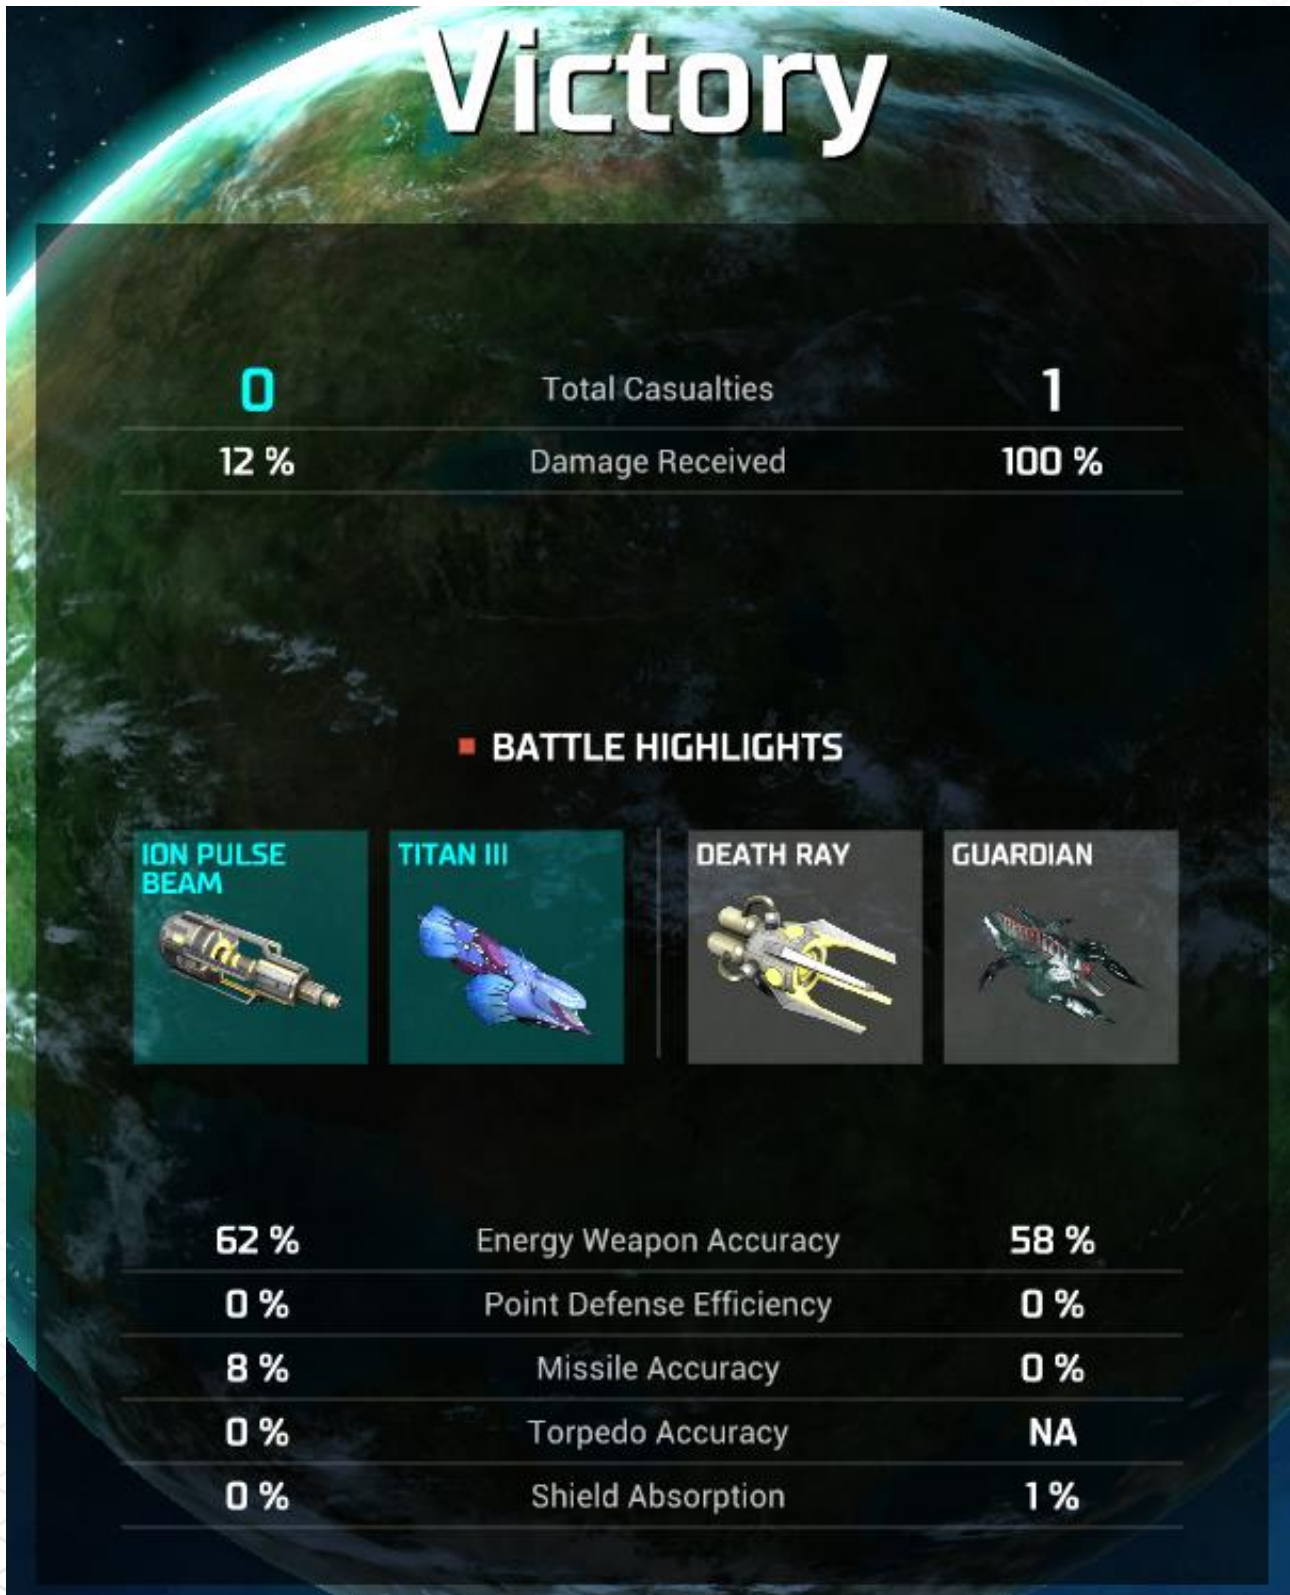 Victory
0 Total Casualties 1
12 % Damage Received 100 %
BATTLE HIGHLIGHTS
ION PULSE BEAM
TITAN III
DEATH RAY
GUARDIAN
62 % Energy Weapon Accuracy 58 %
0 % Point Defense Efficiency 0 %
8 % Missile Accuracy 0 %
0 % Torpedo Accuracy NA
0 % Shield Absorption 1 %